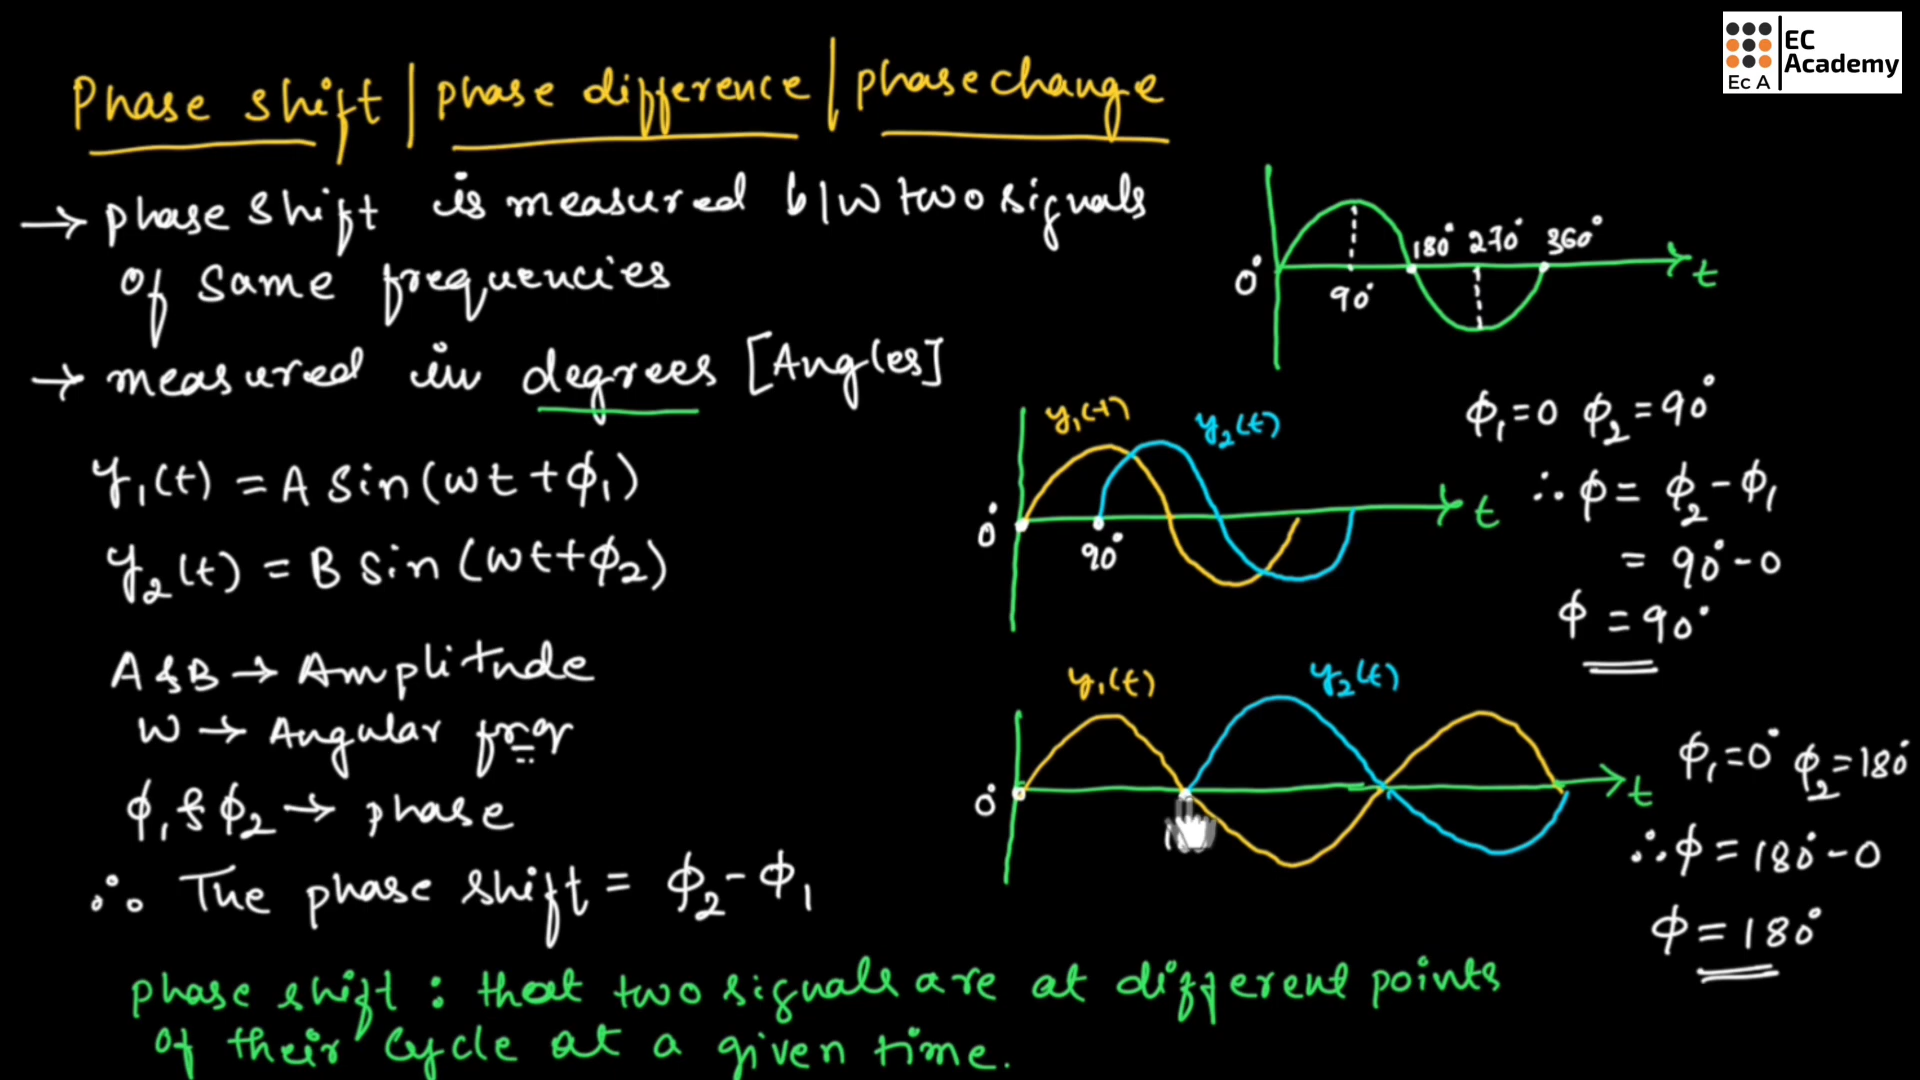 Phase shift | phase difference | phase change
EC
Academy
Ec A
→ phase shift is measured b/w two signals
of same frequencies
→ measured in degrees [Angles]
y₁(t) = A sin(wt+ϕ₁)
y₂(t) = B sin(wt+ϕ₂)
A & B → Amplitude
W → Angular frqy
ϕ₁ & ϕ₂ → phase
∴ The phase shift = ϕ₂-ϕ₁
phase shift : that two signals are at different points
of their cycle at a given time.
180° 270° 360°
0° 90° t
y₁(t) y₂(t)
0° 90° t
ϕ₁=0 ϕ₂=90°
∴ ϕ = ϕ₂-ϕ₁
= 90°-0
ϕ = 90°
y₁(t) y₂(t)
0° t
ϕ₁=0° ϕ₂=180°
∴ ϕ = 180°-0
ϕ = 180°